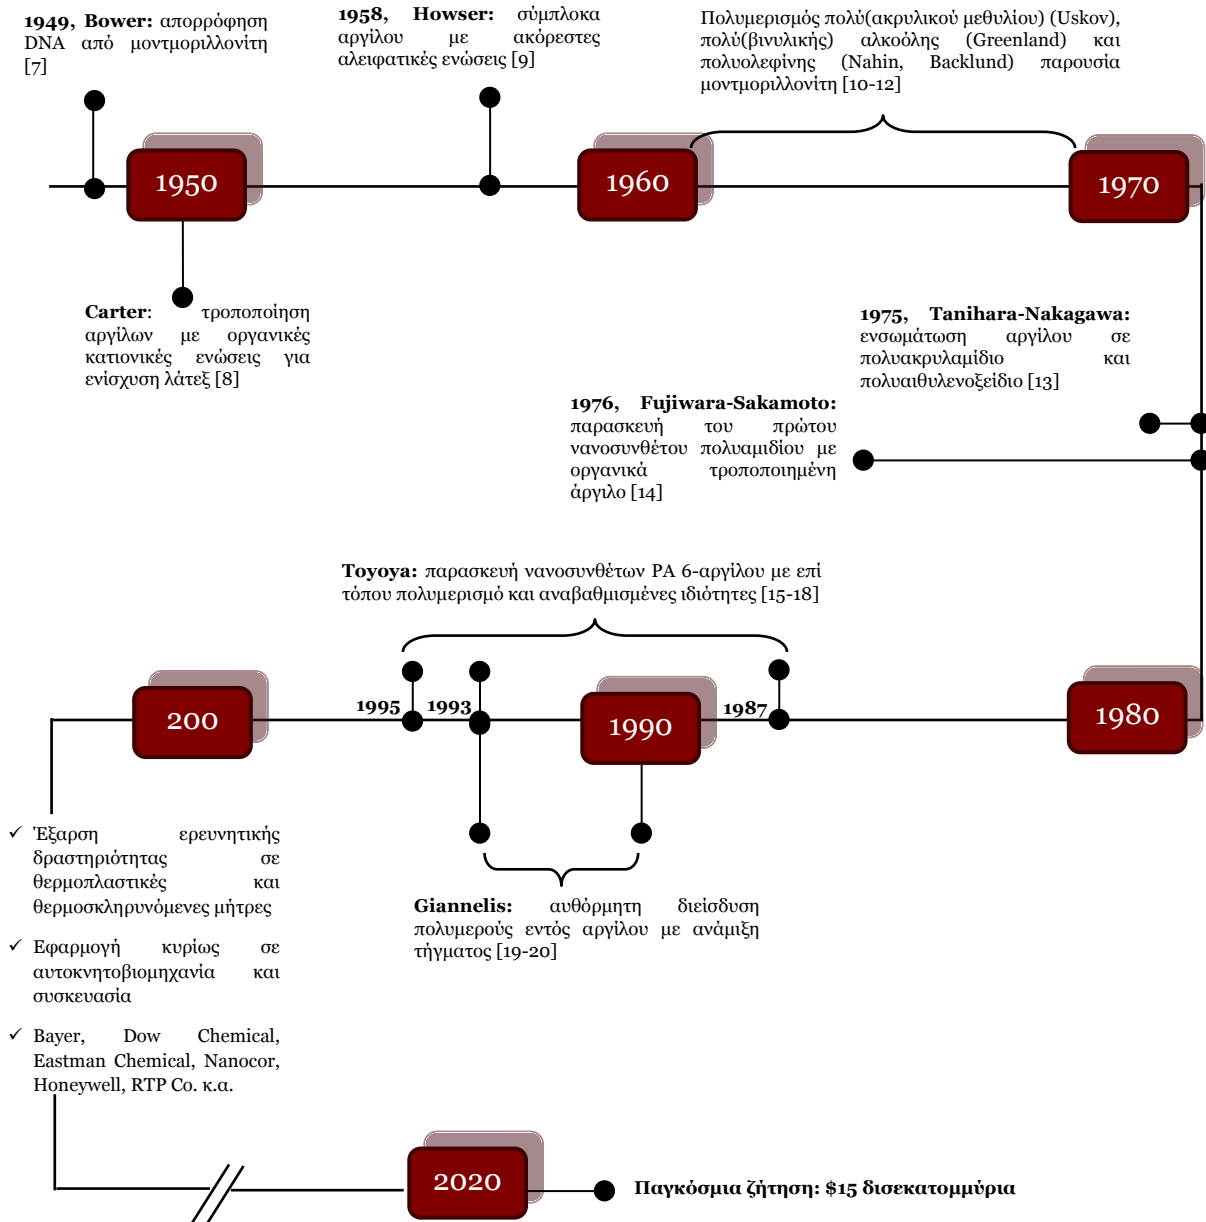 1949, Bower: απορρόφηση
DNA από μοντμοριλλονίτη
[7]
1958, Howser: σύμπλοκα
αργίλου με ακόρεστες
αλειφατικές ενώσεις [9]
Πολυμερισμός πολύ(ακρυλικού μεθυλίου) (Uskov),
πολύ(βινυλικής) αλκοόλης (Greenland) και
πολυολεφίνης (Nahin, Backlund) παρουσία
μοντμοριλλονίτη [10-12]
1950
1960
1970
Carter: τροποποίηση
αργίλων με οργανικές
κατιονικές ενώσεις για
ενίσχυση λάτεξ [8]
1975, Tanihara-Nakagawa:
ενσωμάτωση αργίλου σε
πολυακρυλαμίδιο και
πολυαιθυλενοξείδιο [13]
1976, Fujiwara-Sakamoto:
παρασκευή του πρώτου
νανοσυνθέτου πολυαμιδίου με
οργανικά τροποποιημένη
άργιλο [14]
Toyoya: παρασκευή νανοσυνθέτων PA 6-αργίλου με επί
τόπου πολυμερισμό και αναβαθμισμένες ιδιότητες [15-18]
200
1995
1993
1990
1987
1980
Giannelis: αυθόρμητη διείσδυση
πολυμερούς εντός αργίλου με ανάμιξη
τήγματος [19-20]
✓ Έξαρση ερευνητικής
δραστηριότητας σε
θερμοπλαστικές και
θερμοσκληρυνόμενες μήτρες
✓ Εφαρμογή κυρίως σε
αυτοκνητοβιομηχανία και
συσκευασία
✓ Bayer, Dow Chemical,
Eastman Chemical, Nanocor,
Honeywell, RTP Co. κ.α.
2020
Παγκόσμια ζήτηση: $15 δισεκατομμύρια